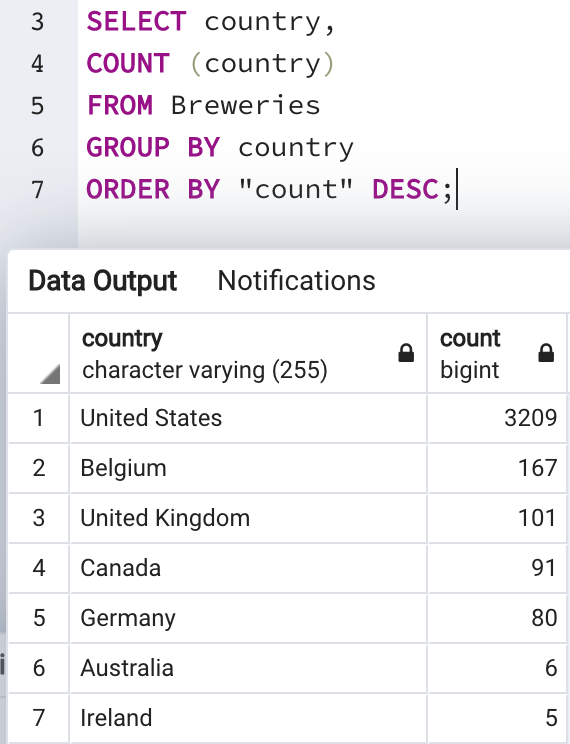 3 SELECT country,
4 COUNT (country)
5 FROM Breweries
6 GROUP BY country
7 ORDER BY "count" DESC;
Data Output Notifications
country count
character varying (255) bigint
1 United States 3209
2 Belgium 167
3 United Kingdom 101
4 Canada 91
5 Germany 80
6 Australia 6
7 Ireland 5